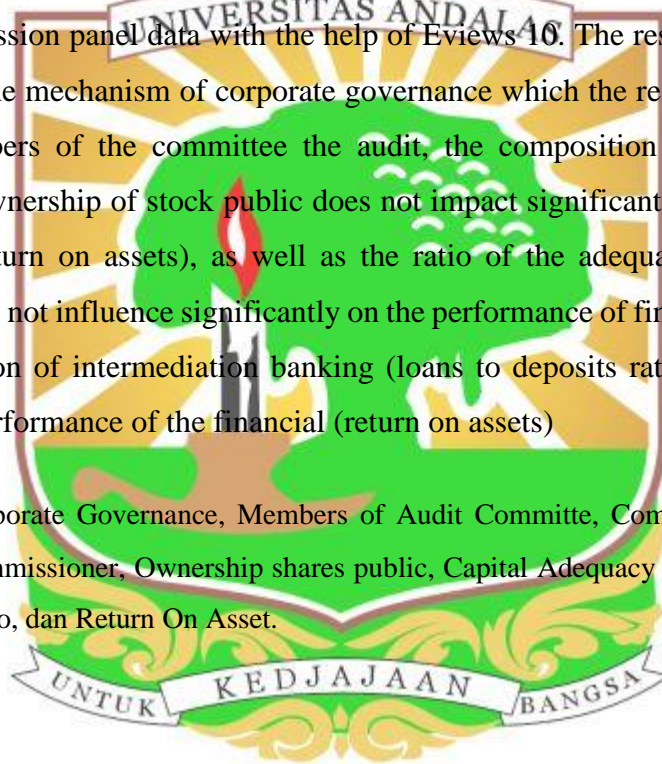 UNIVERSITAS ANDALAS
ssion panel data with the help of Eviews 10. The res
e mechanism of corporate governance which the re
bers of the committee the audit, the composition
wnership of stock public does not impact significant
turn on assets), as well as the ratio of the adequa
not influence significantly on the performance of fin
on of intermediation banking (loans to deposits rat
rformance of the financial (return on assets)
porate Governance, Members of Audit Committe, Com
mmissioner, Ownership shares public, Capital Adequacy
o, dan Return On Asset.
UNTUK KEDJAJAAN BANGSA